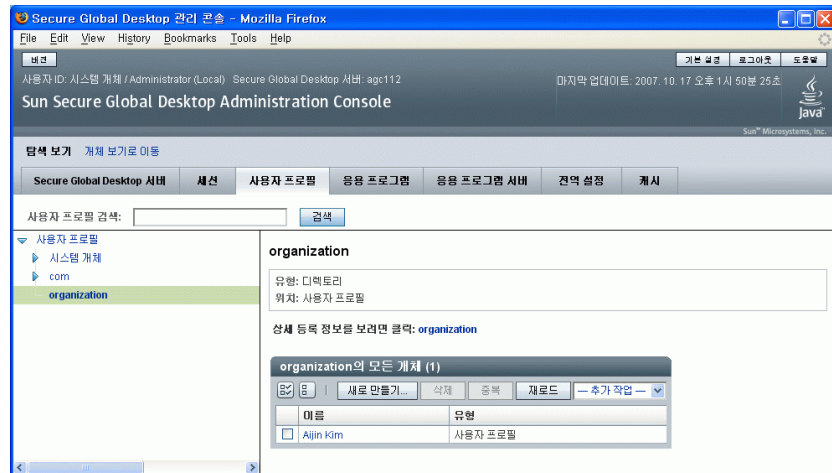 Secure Global Desktop 관리 콘솔 - Mozilla Firefox
File Edit View History Bookmarks Tools Help
버전
기본 설정 로그아웃 도움말
사용자 ID: 시스템 개체 / Administrator (Local) Secure Global Desktop 서버: agc112
마지막 업데이트: 2007. 10. 17 오후 1시 50분 25초
Sun Secure Global Desktop Administration Console
Java™
Sun™ Microsystems, Inc.
탐색 보기 개체 보기로 이동
Secure Global Desktop 서버 세션 사용자 프로필 응용 프로그램 응용 프로그램 서버 전역 설정 캐시
사용자 프로필 검색: 검색
사용자 프로필
시스템 개체
com
organization
organization
유형: 디렉토리
위치: 사용자 프로필
상세 등록 정보를 보려면 클릭: organization
organization의 모든 개체 (1)
새로 만들기... 삭제 중복 재로드 — 추가 작업 —
이름 유형
Aijin Kim 사용자 프로필